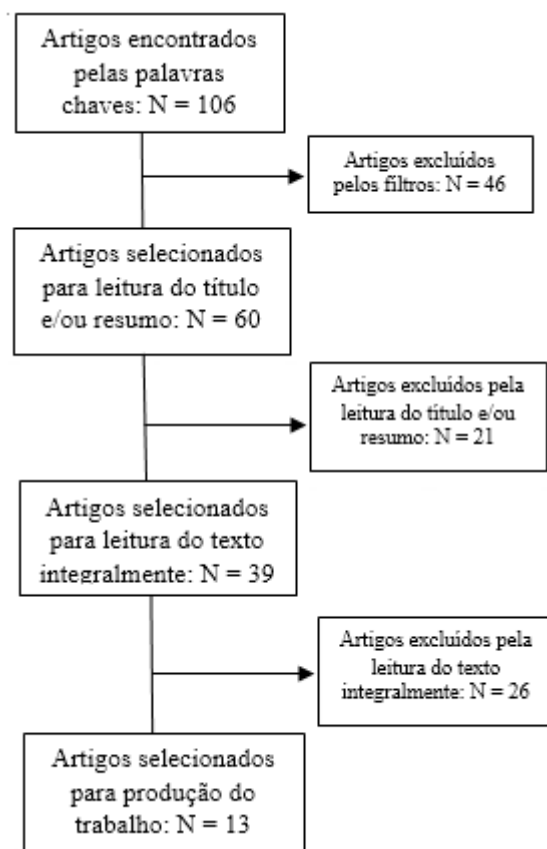 Artigos encontrados
pelas palavras
chaves: N = 106
Artigos excluídos
pelos filtros: N = 46
Artigos selecionados
para leitura do título
e/ou resumo: N = 60
Artigos excluídos pela
leitura do título e/ou
resumo: N = 21
Artigos selecionados
para leitura do texto
integralmente: N = 39
Artigos excluídos pela
leitura do texto
integralmente: N = 26
Artigos selecionados
para produção do
trabalho: N = 13